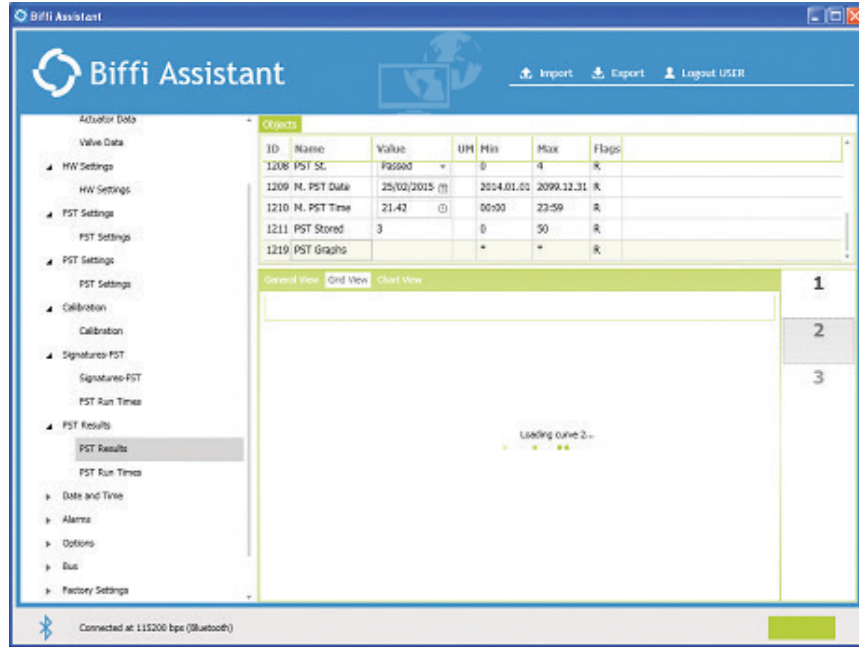 Biffi Assistant
Biffi Assistant
Import Export Logout USER
Actuator Data
Valve Data
HW Settings
HW Settings
PST Settings
PST Settings
PST Settings
PST Settings
Calibration
Calibration
Signatures-PST
Signatures-PST
PST Run Times
PST Results
PST Results
PST Run Times
Date and Time
Alarms
Options
Bus
Factory Settings
Objects
ID Name Value UM Min Max Flags
1208 PST St. Passed 0 4 R
1209 M. PST Date 25/02/2015 2014.01.01 2099.12.31 R
1210 M. PST Time 21.42 00:00 23:59 R
1211 PST Stored 3 0 50 R
1219 PST Graphs * * R
General View Grid View Chart View
Loading curve 2...
1
2
3
Connected at 115200 bps (Bluetooth)